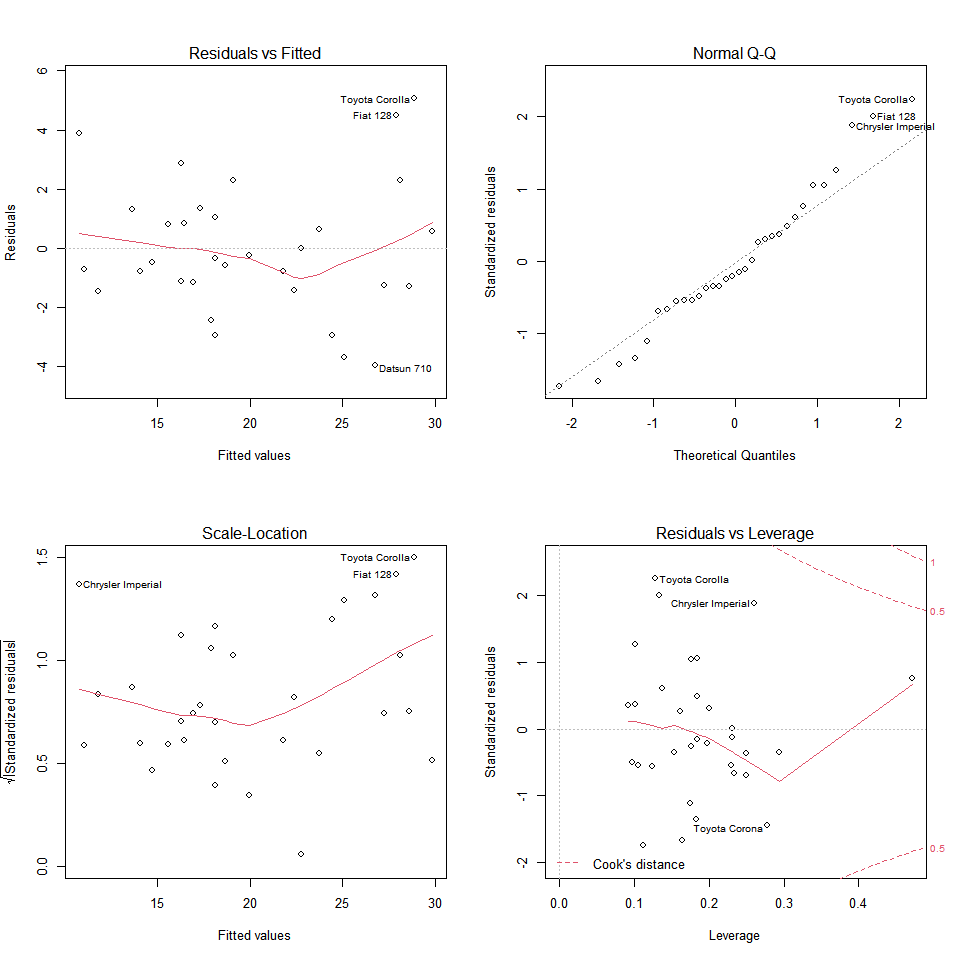 Residuals vs Fitted
Residuals
6
4
2
0
-2
-4
Toyota Corolla
Fiat 128
Datsun 710
15 20 25 30
Fitted values
Normal Q-Q
Standardized residuals
2
1
0
-1
Toyota Corolla
Fiat 128
Chrysler Imperial
-2 -1 0 1 2
Theoretical Quantiles
Scale-Location
√|Standardized residuals|
1.5
1.0
0.5
0.0
Toyota Corolla
Fiat 128
Chrysler Imperial
15 20 25 30
Fitted values
Residuals vs Leverage
Standardized residuals
2
1
0
-1
-2
1
0.5
0.5
Toyota Corolla
Chrysler Imperial
Toyota Corona
Cook's distance
0.0 0.1 0.2 0.3 0.4
Leverage